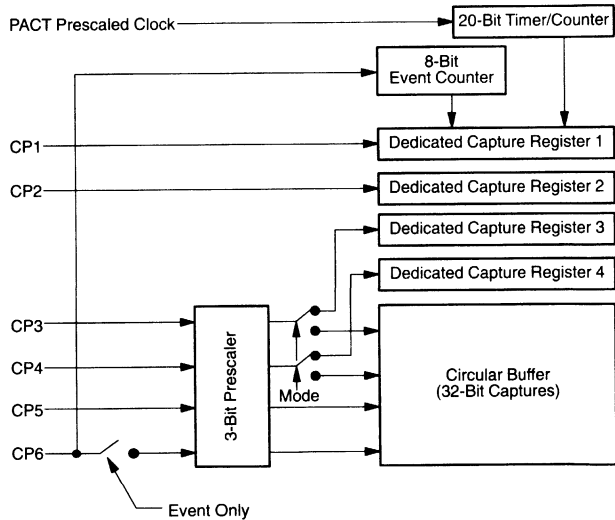 PACT Prescaled Clock
20-Bit Timer/Counter
8-Bit
Event Counter
CP1
Dedicated Capture Register 1
CP2
Dedicated Capture Register 2
Dedicated Capture Register 3
Dedicated Capture Register 4
CP3
CP4
CP5
CP6
3-Bit Prescaler
Mode
Circular Buffer
(32-Bit Captures)
Event Only